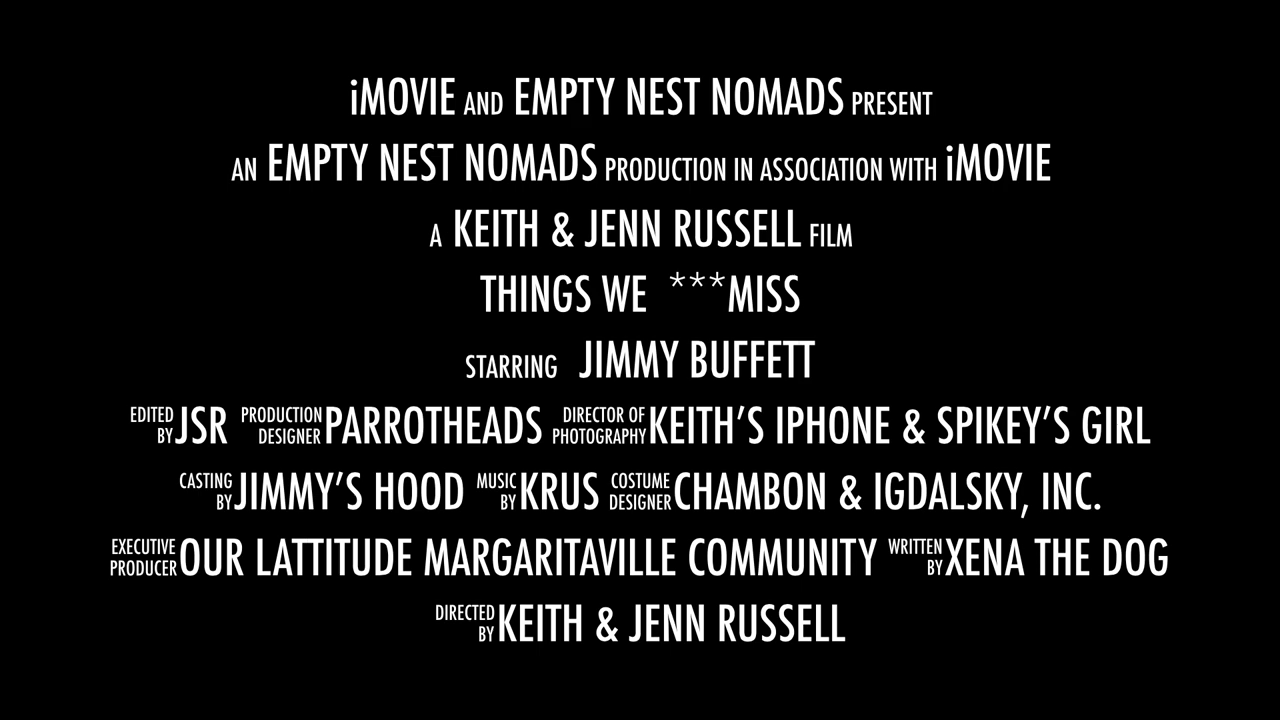 iMOVIE AND EMPTY NEST NOMADS PRESENT
AN EMPTY NEST NOMADS PRODUCTION IN ASSOCIATION WITH iMOVIE
A KEITH & JENN RUSSELL FILM
THINGS WE ***MISS
STARRING JIMMY BUFFETT
EDITED BY JSR PRODUCTION DESIGNER PARROTHEADS DIRECTOR OF PHOTOGRAPHY KEITH'S IPHONE & SPIKEY'S GIRL
CASTING BY JIMMY'S HOOD MUSIC BY KRUS COSTUME DESIGNER CHAMBON & IGDALSKY, INC.
EXECUTIVE PRODUCER OUR LATTITUDE MARGARITAVILLE COMMUNITY WRITTEN BY XENA THE DOG
DIRECTED BY KEITH & JENN RUSSELL